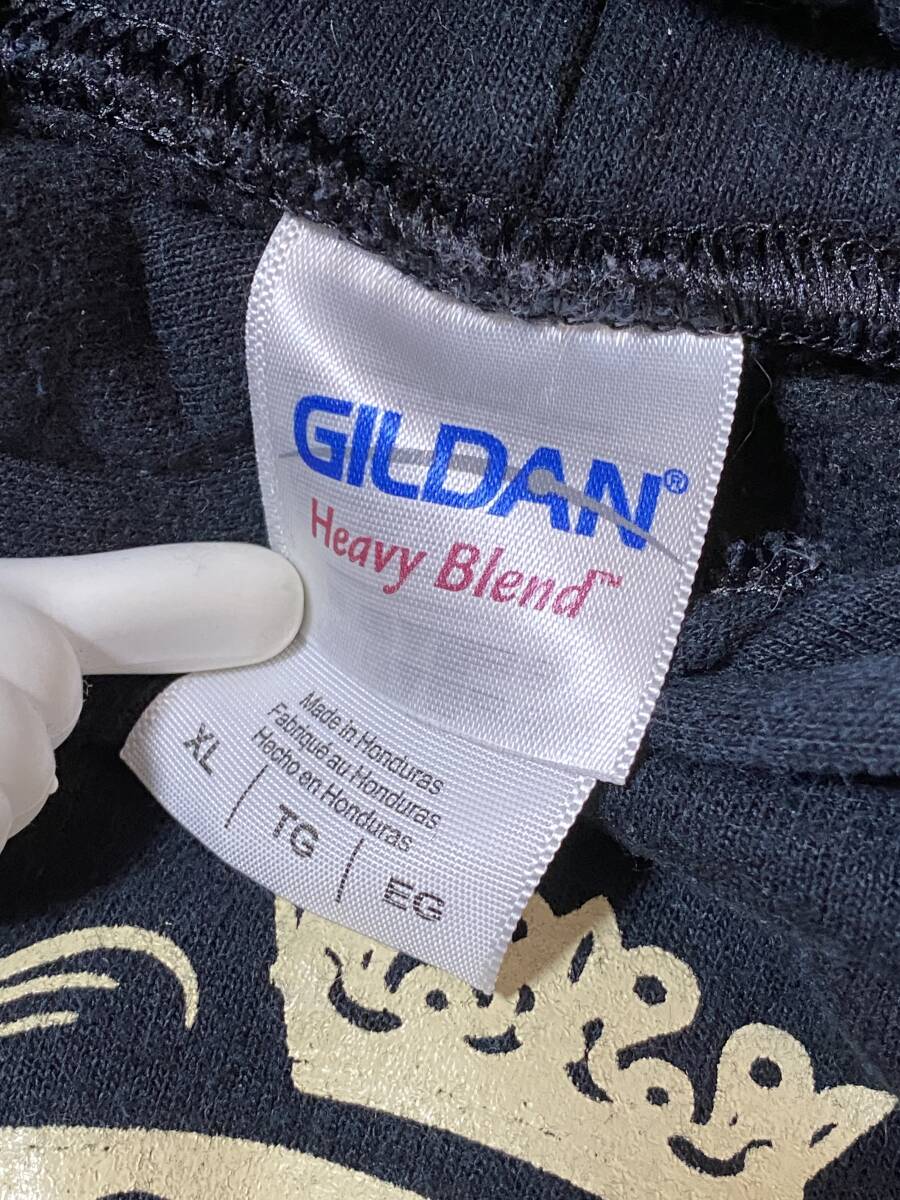 GILDAN®
Heavy Blend™
Made in Honduras
Fabriqué au Honduras
Hecho en Honduras
XL | TG | EG